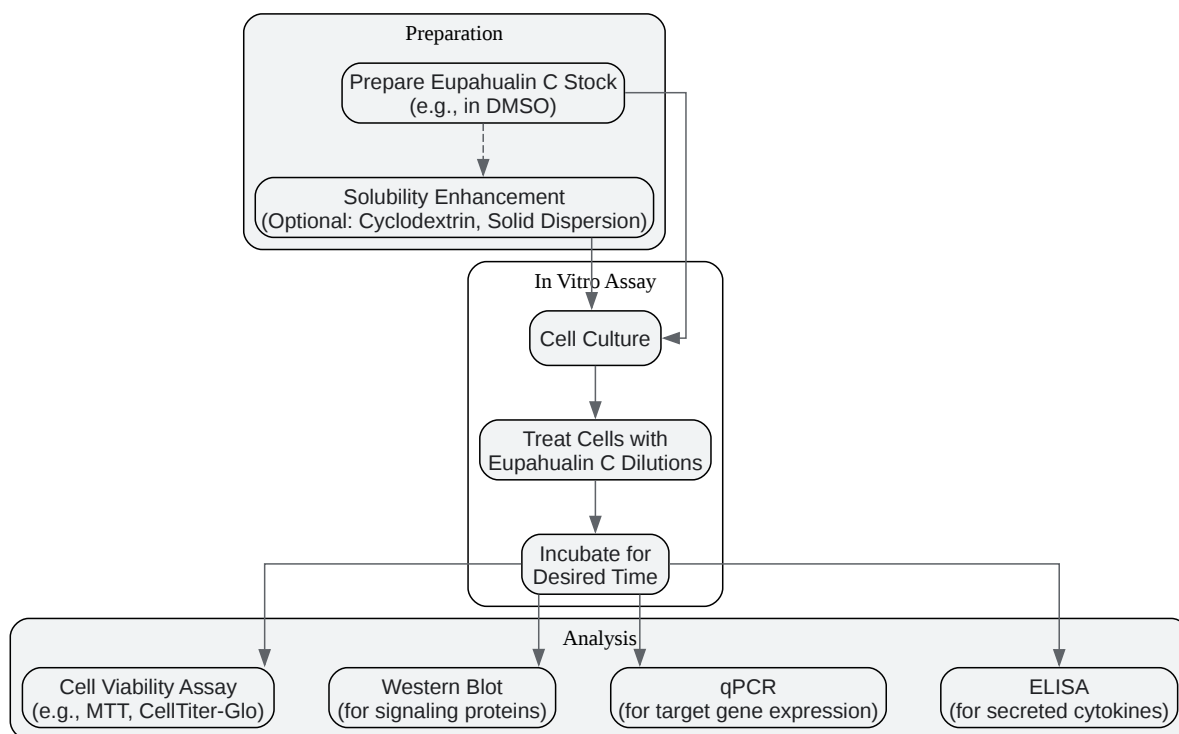 Preparation
Prepare Eupahualin C Stock
(e.g., in DMSO)
Solubility Enhancement
(Optional: Cyclodextrin, Solid Dispersion)
In Vitro Assay
Cell Culture
Treat Cells with
Eupahualin C Dilutions
Incubate for
Desired Time
Analysis
Cell Viability Assay
(e.g., MTT, CellTiter-Glo)
Western Blot
(for signaling proteins)
qPCR
(for target gene expression)
ELISA
(for secreted cytokines)